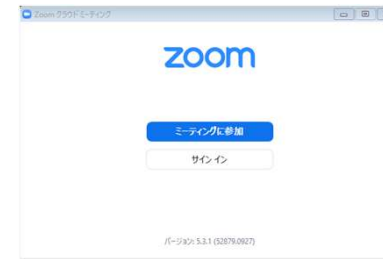 Zoom クラウド ミーティング
zoom
ミーティングに参加
サイン イン
バージョン: 5.3.1 (52879.0927)